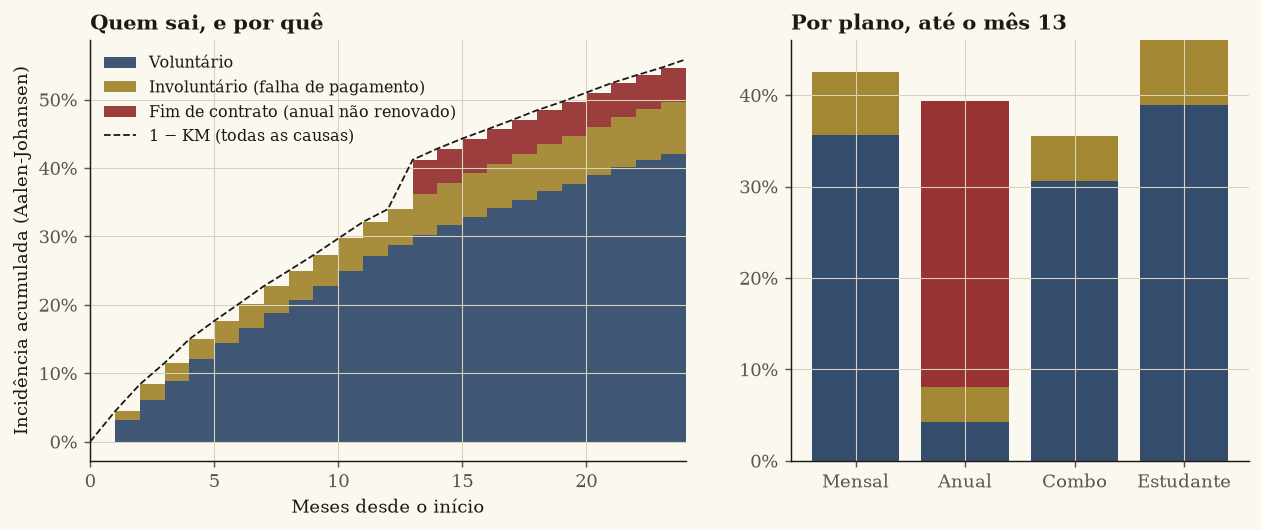 Quem sai, e por quê
Incidência acumulada (Aalen-Johansen)
50%
40%
30%
20%
10%
0%
Voluntário
Involuntário (falha de pagamento)
Fim de contrato (anual não renovado)
1 − KM (todas as causas)
0 5 10 15 20
Meses desde o início
Por plano, até o mês 13
40%
30%
20%
10%
0%
Mensal Anual Combo Estudante